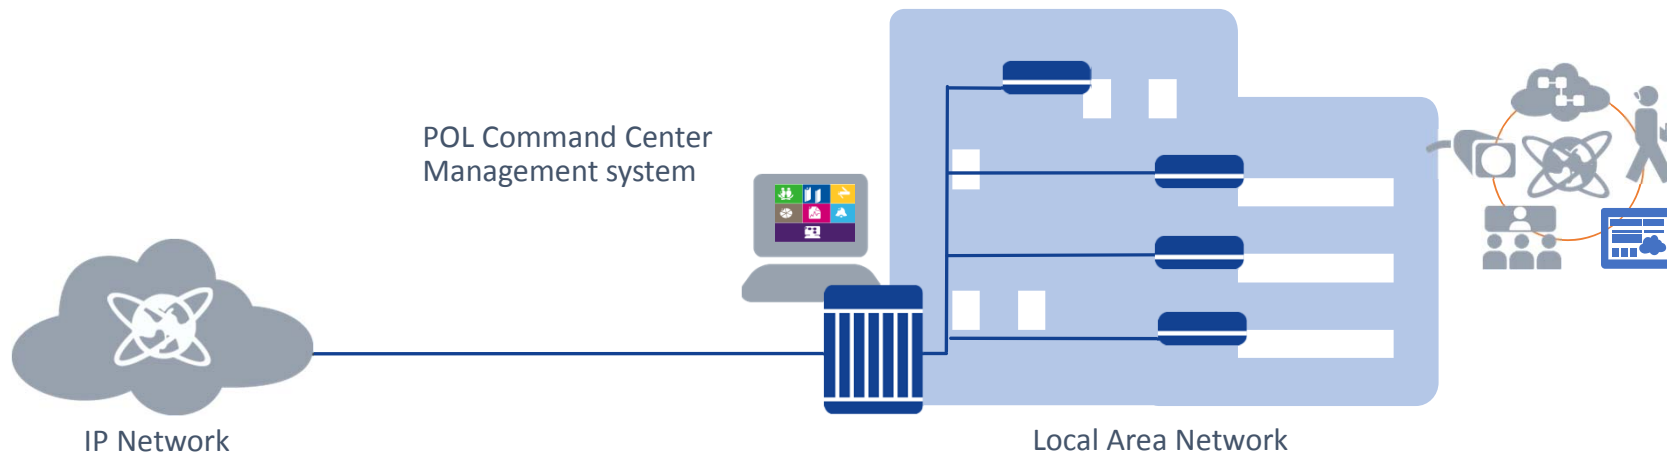 POL Command Center
Management system
IP Network
Local Area Network